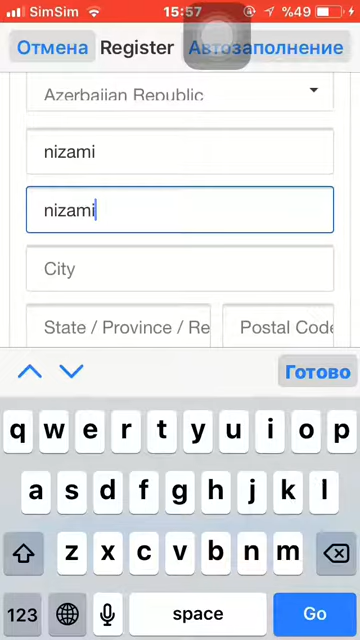 SimSim 15:57 %49
Отмена Register Автозаполнение
Azerbaijan Republic
nizami
nizami
City
State / Province / Re Postal Code
Готово
q w e r t y u i o p
a s d f g h j k l
z x c v b n m
123 space Go